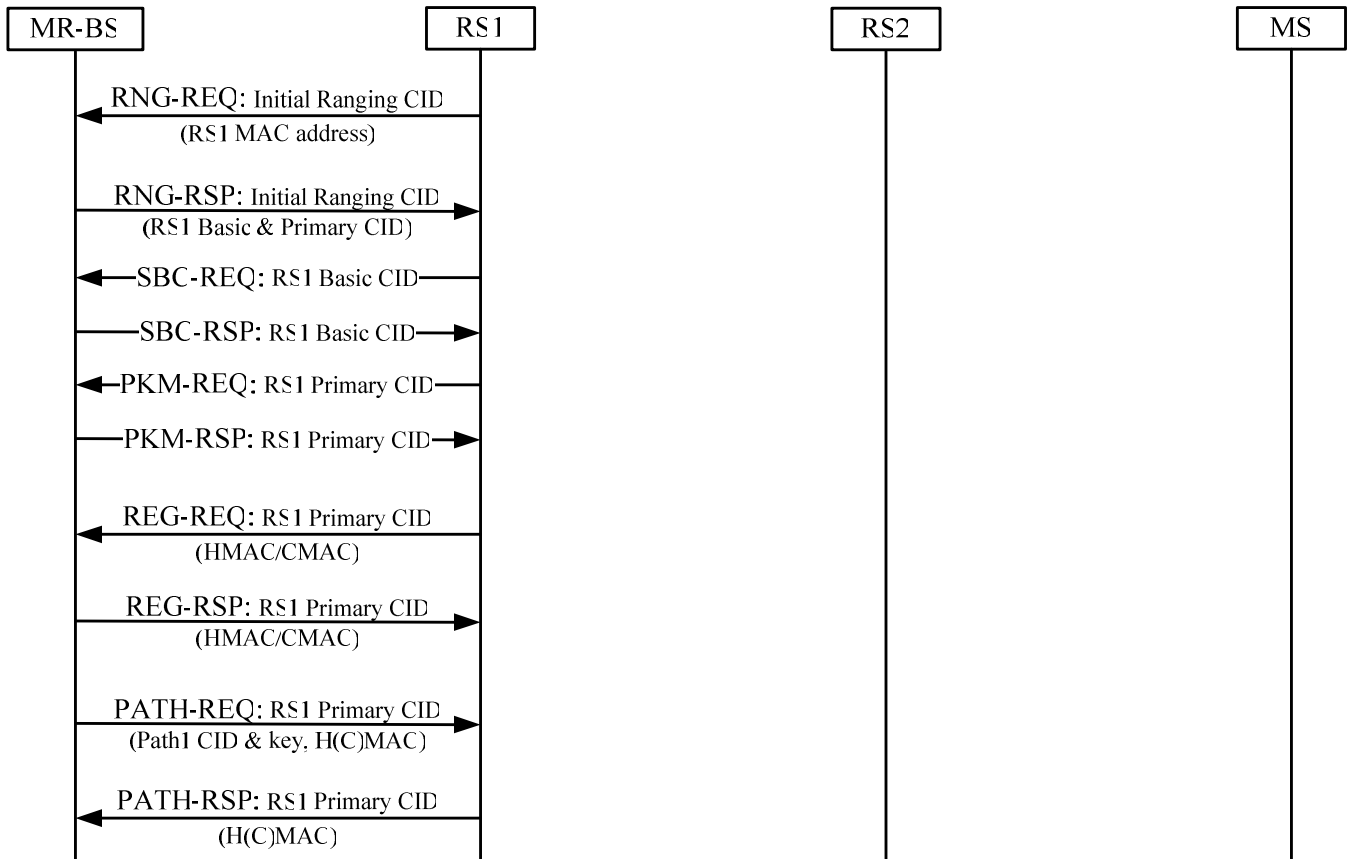 MR-BS
RS1
RS2
MS
RNG-REQ: Initial Ranging CID
(RS1 MAC address)
RNG-RSP: Initial Ranging CID
(RS1 Basic & Primary CID)
SBC-REQ: RS1 Basic CID
SBC-RSP: RS1 Basic CID
PKM-REQ: RS1 Primary CID
PKM-RSP: RS1 Primary CID
REG-REQ: RS1 Primary CID
(HMAC/CMAC)
REG-RSP: RS1 Primary CID
(HMAC/CMAC)
PATH-REQ: RS1 Primary CID
(Path1 CID & key, H(C)MAC)
PATH-RSP: RS1 Primary CID
(H(C)MAC)